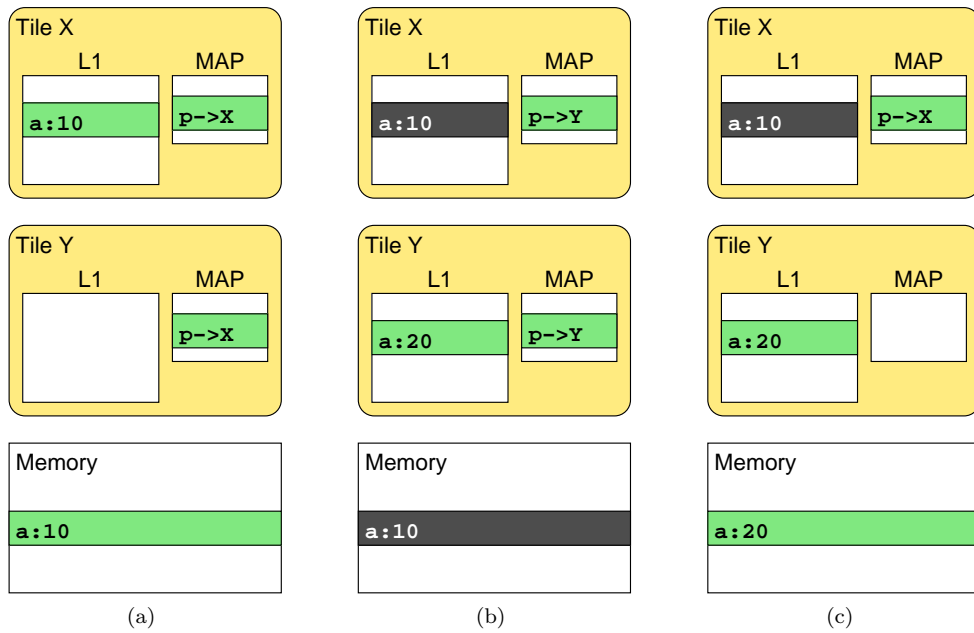 Tile X
L1 MAP
a:10 p->X
Tile Y
L1 MAP
p->X
Memory
a:10
(a)
Tile X
L1 MAP
a:10 p->Y
Tile Y
L1 MAP
a:20 p->Y
Memory
a:10
(b)
Tile X
L1 MAP
a:10 p->X
Tile Y
L1 MAP
a:20
Memory
a:20
(c)